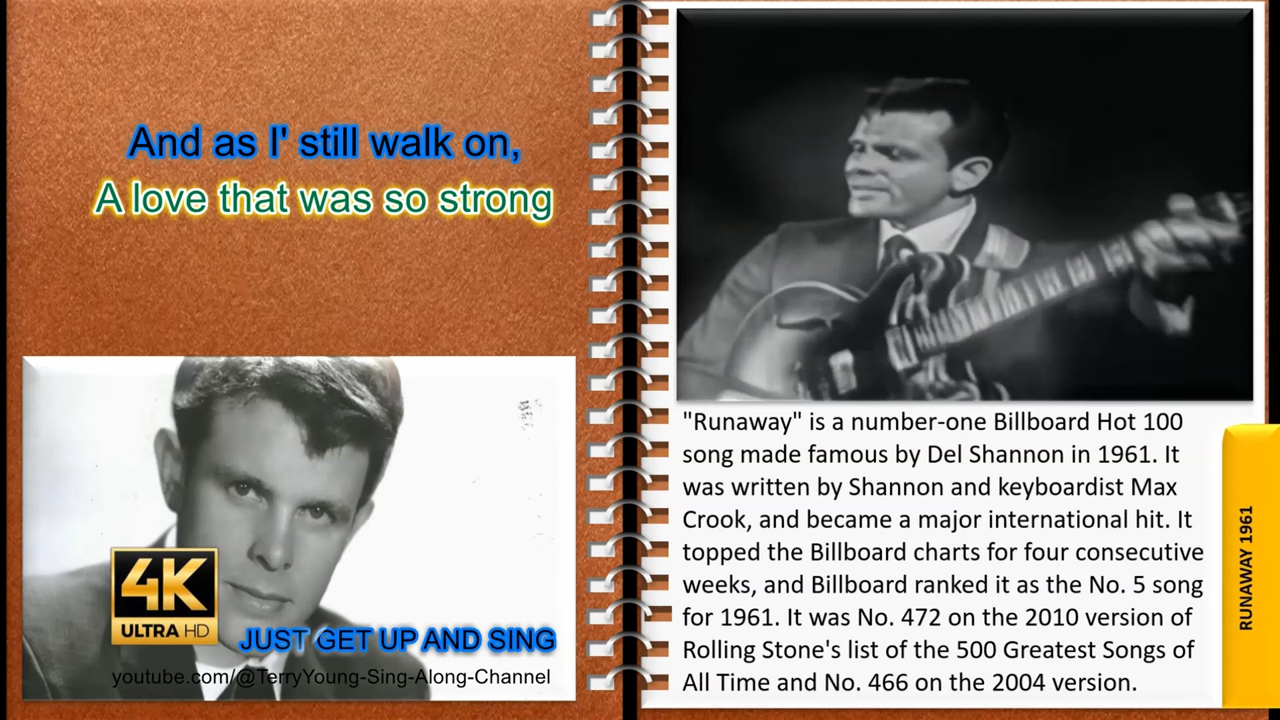 And as I' still walk on,
A love that was so strong
4K
ULTRA HD
JUST GET UP AND SING
youtube.com/@TerryYoung-Sing-Along-Channel
"Runaway" is a number-one Billboard Hot 100
song made famous by Del Shannon in 1961. It
was written by Shannon and keyboardist Max
Crook, and became a major international hit. It
topped the Billboard charts for four consecutive
weeks, and Billboard ranked it as the No. 5 song
for 1961. It was No. 472 on the 2010 version of
Rolling Stone's list of the 500 Greatest Songs of
All Time and No. 466 on the 2004 version.
RUNAWAY 1961